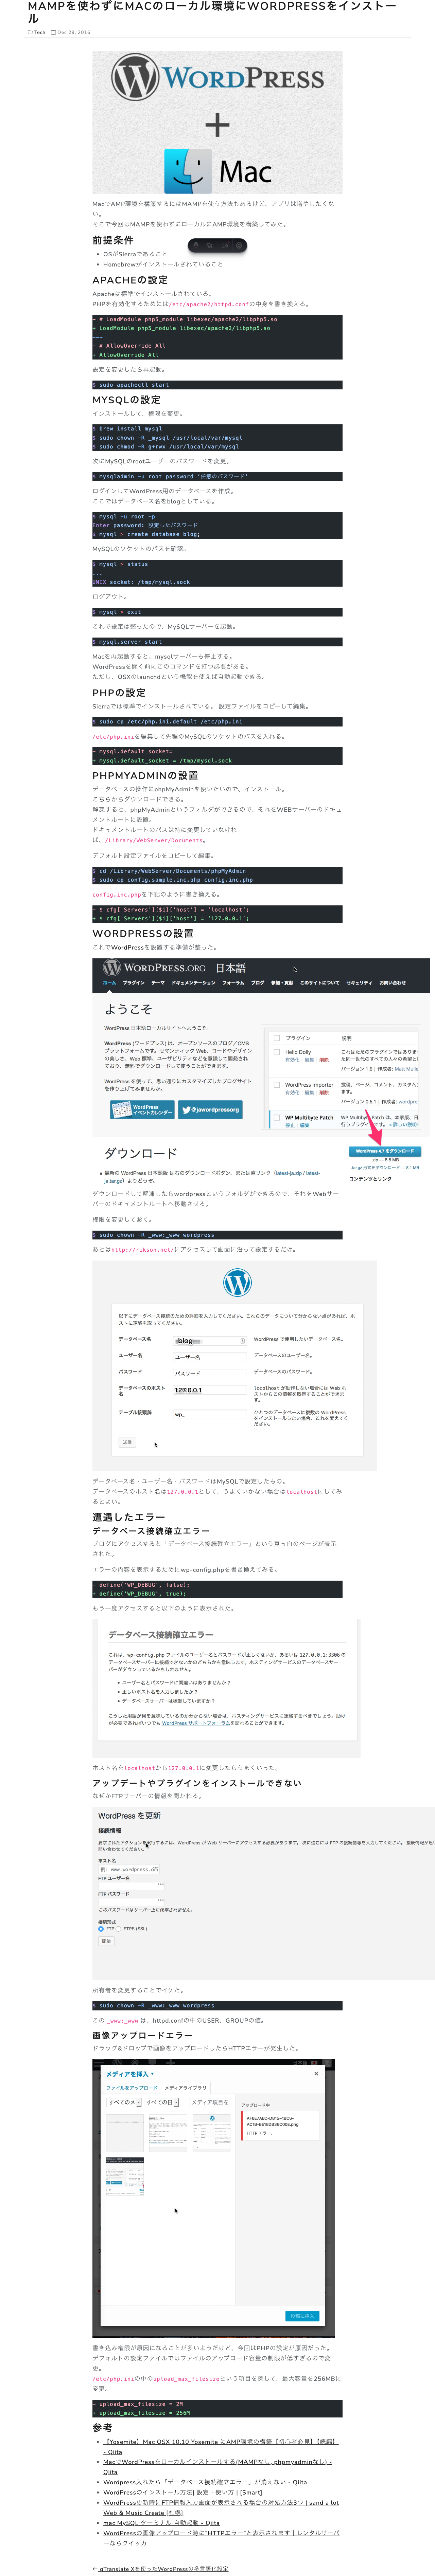 MAMPを使わずにMACのローカル環境にWORDPRESSをインストー
ル
Tech Dec 29, 2016
WORDPRESS
+
Mac
MacでAMP環境を構築するにはMAMPを使う方法もあるけど、アプリは増やしたくな
い。
そこで今回はMAMPを使わずにローカルにAMP環境を構築してみた。
前提条件
OSがSierraであること
Homebrewがインストールされていること
APACHEの設定
Apacheは標準でインストールされている。
PHPを有効化するためには/etc/apache2/httpd.confの中身を書き換える。
- # LoadModule php5_module libexec/apache2/libphp5.so
+ LoadModule php5_module libexec/apache2/libphp5.so
---
- # AllowOverride All
+ AllowOverride All
設定を変更したら再起動。
$ sudo apachectl start
MYSQLの設定
インストールして、権限を変更。
$ brew install mysql
$ sudo chown -R _mysql /usr/local/var/mysql
$ sudo chmod -R g+rwx /usr/local/var/mysql
次にMySQLのrootユーザーのパスワードを変更。
$ mysqladmin -u root password "任意のパスワード"
ログインしてWordPress用のデータベースを作成。
ここではデータベース名をblogとしている。
$ mysql -u root -p
Enter password: 設定したパスワード
$ mysql > create database blog;
MySQLのソケットのパスを確認。
$ mysql > status
...
UNIX socket: /tmp/mysql.sock
ログアウト。
$ mysql > exit
これで設定は整ったので、MySQLサーバーを起動。
$ mysql.server start
Macを再起動すると、mysqlサーバーも停止する。
WordPressを開く前にこのコマンドを打つ必要がある。
ただし、OSXのlaunchdという機能を使えば自動起動できる。
PHPの設定
Sierraでは標準でインストールされている。 設定ファイルをコピーして編集。
$ sudo cp /etc/php.ini.default /etc/php.ini
/etc/php.iniを編集して先程のMySQLのソケットのパスを入れる。
- mysql.default_socket=
+ mysql.default_socket = /tmp/mysql.sock
PHPMYADMINの設置
データベースの操作にphpMyAdminを使いたいので、インストール。
こちらからダウンロードできる。
解凍すると、phpMyAdminというフォルダができるので、それをWEBサーバーのドキュ
メントルートに設置。
ドキュメントルートのパスは特に変更していなけれ
ば、/Library/WebServer/Documents。
デフォルト設定ファイルをコピーして編集。
$ cd /Library/WebServer/Documents/phpMyAdmin
$ sudo cp config.sample.inc.php config.inc.php
config.inc.phpを下記のように書き換える。
- $ cfg['Servers'][$i]['host'] = 'localhost';
+ $ cfg['Servers'][$i]['host'] = '127.0.0.1';
WORDPRESSの設置
これでWordPressを設置する準備が整った。
WORDPRESS.ORG 日本語
ホーム プラグイン テーマ ドキュメンテーション フォーラム ブログ 参加・貢献 このサイトについて セキュリティ お問い合わせ
ようこそ
WordPress 日本語ローカルサイトへようこそ。
WordPress (ワードプレス) は、オープンソースのブログ／CMS
プラットフォームです。セマンティック Web、コードやデザイン
の美しさ、Web 標準、ユーザビリティなどを意識して開発されて
おり、無料でダウンロードして使うことができます。
WordPress を使って、思い通りにカスタマイズしたブログサイト
を作り上げてみませんか。
WordPress
イベントカレンダー
@jawordpressorg
プラグイン 説明
Hello Dolly
有効化 編集 削除
これはただのプラグインではありま
た同一世代のすべての人々の希望と
バージョン 1.6 | 作成者: Matt Mulle
WordPress Importer
有効化 編集 削除
投稿、ページ、コメント、カスタム
ます。
バージョン 0.6.1 | 作成者: wordpre
WP Multibyte Patch
停止 編集
ダウンロード
最新の WordPress 日本語版 は右のダウンロードボタン、または直リンク（latest-ja.zip / latest-
ja.tar.gz）よりどうぞ。
WordPress 4.7 をダウンロード
.zip — 8.8 MB
.tar.gz 形式をダウンロード — 8.1 MB
コンテンツとリンク
ダウンロードして解凍したらwordpressというフォルダができるので、それをWebサー
バーのドキュメントルートへ移動させる。
権限を変更しておく。
$ sudo chown -R _www:_www wordpress
あとはhttp://rikson.net/にアクセスして画面に沿って設定するだけ。
以下にデータベース接続のための詳細を入力してください。これらのデータについて分からない点があれば、ホ
ストに連絡を取ってください。
データベース名 blog WordPress で使用したいデータベース名。
ユーザー名 ユーザー名 データベースのユーザー名。
パスワード パスワード データベースのパスワード。
データベースのホスト
名
127.0.0.1
localhost が動作しない場合には Web ホ
ストからこの情報を取得することができま
す。
テーブル接頭辞 wp_ ひとつのデータベースに複数の WordPress
をインストールしたい場合、これを変えてく
ださい。
送信
データベース名・ユーザー名・パスワードはMySQLで設定したもの。
データベースのホスト名は127.0.0.1として、うまくいかない場合はlocalhostにしてみ
るとよい。
遭遇したエラー
データベース接続確立エラー
ブログにアクセスすると「データベース接続確立エラー」という真っ白のページが表示
された。
エラーの内容を表示するためにwp-config.phpを書き換えてみる。
- define('WP_DEBUG', false);
+ define('WP_DEBUG', true);
もう一度アクセスすると以下のように表示された。
データベース接続確立エラー
これは、wp-config.php ファイルのユーザー名とパスワードが正しくないか、あるいは 127.0.0.1:3306 の
データベースサーバーに接続できないかのどちらかを意味します。ホスティングサービスのデータベースサー
バーがダウンしているかもしれません。
ユーザー名とパスワードに間違いはありませんか？
正しいホスト名を入力しましたか？
データベースサーバーは稼働していますか？
こうした用語が何を意味しているのか分からない場合は、ホスティングサービスに連絡するべきでしょう。助け
が必要であればいつでも WordPress サポートフォーラムを訪れることができます。
ホスト名をlocalhostから127.0.0.1に変更したらうまくいった。
アップデートやプラグインをインストールできない
なぜかFTPサーバーの情報を聞かれる。
WordPress を更新
接続情報
要求されたアクションを実行するには、WordPress が Web サーバーにアクセスする必要があります。 次に進むには FTP の情報を入力してください。
問い合わせてください。
ホスト名
例: www.wordpress.or
FTP ユーザー名
FTP パスワード
このパスワードはサーバー上に保存されません。
接続形式
FTP FTPS (SSL)
開始
所有者を変更することでイケた。
$ sudo chown -R _www:_www wordpress
この _www:_www は、httpd.confの中のUSER、GROUPの値。
画像アップロードエラー
ドラッグ&ドロップで画像をアップロードしたらHTTPエラーが発生した。
メディアを挿入
ファイルをアップロード メディアライブラリ
すべてのメ すべての日 メディア項目を
アップロード中
HTTP エラー。
投稿に挿入
書き込み権限が原因になることが多いようだけど、今回はPHPの設定が原因だった。
デフォルトの設定ファイルではファイルのアップロード容量の制限が低すぎるので変
更。
/etc/php.iniの中のupload_max_filesizeという項目を探して、最大容量を256MBに
変更。
- upload_max_filesize = 2M
+ upload_max_filesize = 256M
参考
【Yosemite】Mac OSX 10.10 Yosemite にAMP環境の構築【初心者必見】【続編】
- Qiita
MacでWordPressをローカルインストールする(MAMPなし, phpmyadminなし) -
Qiita
Wordpress入れたら「データベース接続確立エラー」が消えない - Qiita
WordPressのインストール方法| 設定・使い方 | [Smart]
WordPress更新時にFTP情報入力画面が表示される場合の対処方法3つ | sand a lot
Web & Music Create [札幌]
mac MySQL ターミナル 自動起動 - Qiita
WordPressの画像アップロード時に"HTTPエラー"と表示されます｜レンタルサーバ
ーならクイッカ
← qTranslate Xを使ったWordPressの多言語化設定